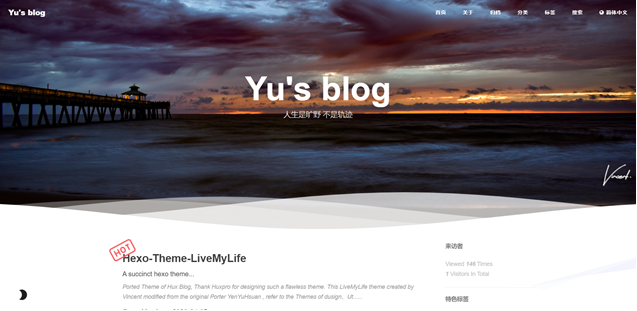 Yu's blog
首页 关于 归档 分类 标签 搜索 简体中文
Yu's blog
人生是旷野 不是轨迹
Vincent.
HOT
Hexo-Theme-LiveMyLife
A succinct hexo theme...
Ported Theme of Hux Blog, Thank Huxpro for designing such a flawless theme. This LiveMyLife theme created by
Vincent modified from the original Porter YenYuHsuan , refer to the Themes of dusign、Ut......
来访者
Viewed 148 Times
1 Visitors In Total
特色标签